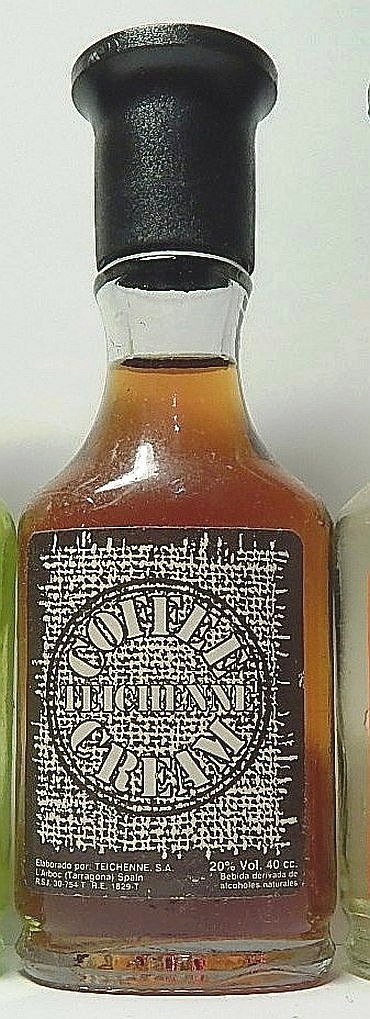 COFFEE
TEICHENNÉ
CREAM
Elaborado por: TEICHENNE, S.A.
L'Arboç (Tarragona) Spain
R.S.I. 30-754 T R.E. 1829-T
20% Vol. 40 cc.
Bebida derivada de
alcoholes naturales